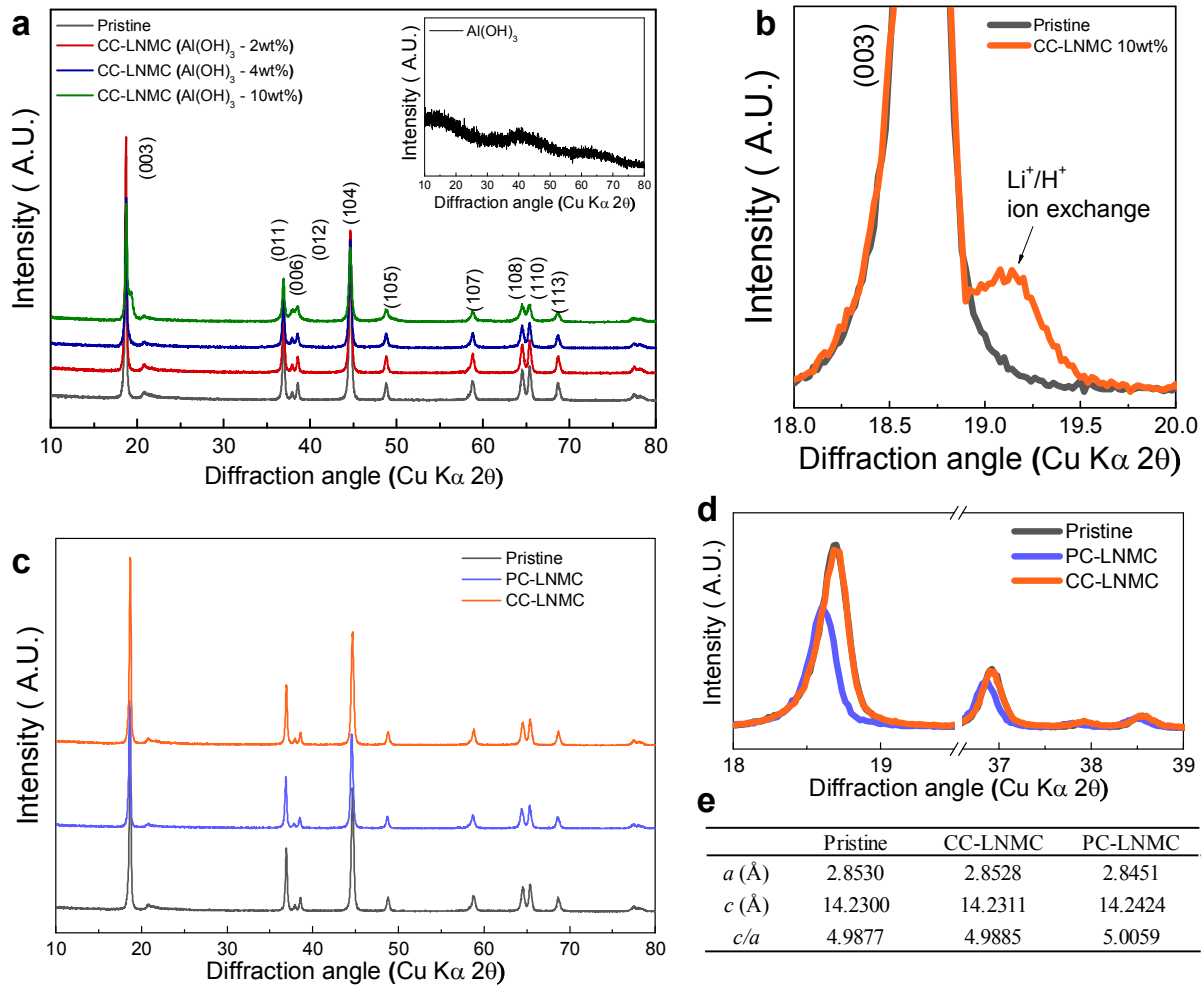 a
Pristine
CC-LNMC (Al(OH)₃ - 2wt%)
CC-LNMC (Al(OH)₃ - 4wt%)
CC-LNMC (Al(OH)₃ - 10wt%)
Intensity ( A.U.)
(003)
(011)
(006)
(012)
(104)
(105)
(107)
(108)
(110)
(113)
10 20 30 40 50 60 70 80
Diffraction angle (Cu Kα 2θ)
Al(OH)₃
Intensity (A.U.)
10 20 30 40 50 60 70 80
Diffraction angle (Cu Kα 2θ)
b
Pristine
CC-LNMC 10wt%
(003)
Li⁺/H⁺
ion exchange
Intensity ( A.U.)
18.0 18.5 19.0 19.5 20.0
Diffraction angle (Cu Kα 2θ)
c
Pristine
PC-LNMC
CC-LNMC
Intensity ( A.U.)
10 20 30 40 50 60 70 80
Diffraction angle (Cu Kα 2θ)
d
Pristine
PC-LNMC
CC-LNMC
Intensity ( A.U.)
18 19 37 38 39
Diffraction angle (Cu Kα 2θ)
e
Pristine CC-LNMC PC-LNMC
a (Å) 2.8530 2.8528 2.8451
c (Å) 14.2300 14.2311 14.2424
c/a 4.9877 4.9885 5.0059